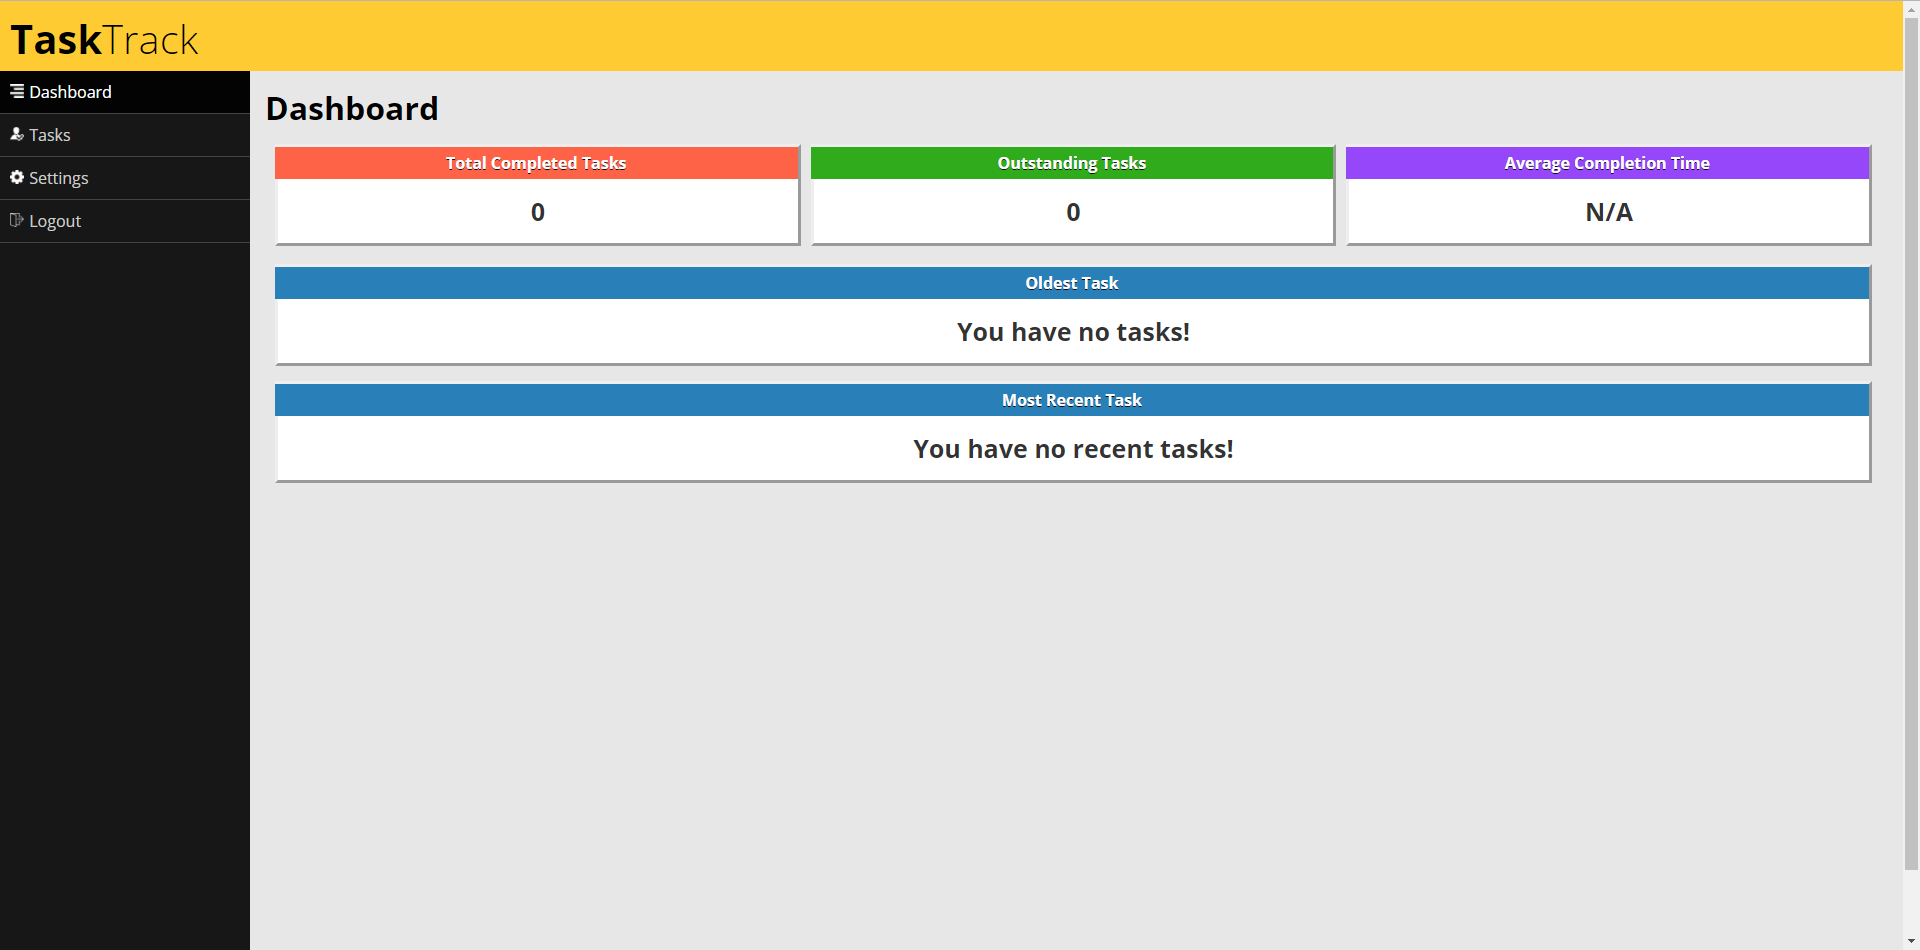 TaskTrack
Dashboard
Tasks
Settings
Logout
Dashboard
Total Completed Tasks
0
Outstanding Tasks
0
Average Completion Time
N/A
Oldest Task
You have no tasks!
Most Recent Task
You have no recent tasks!